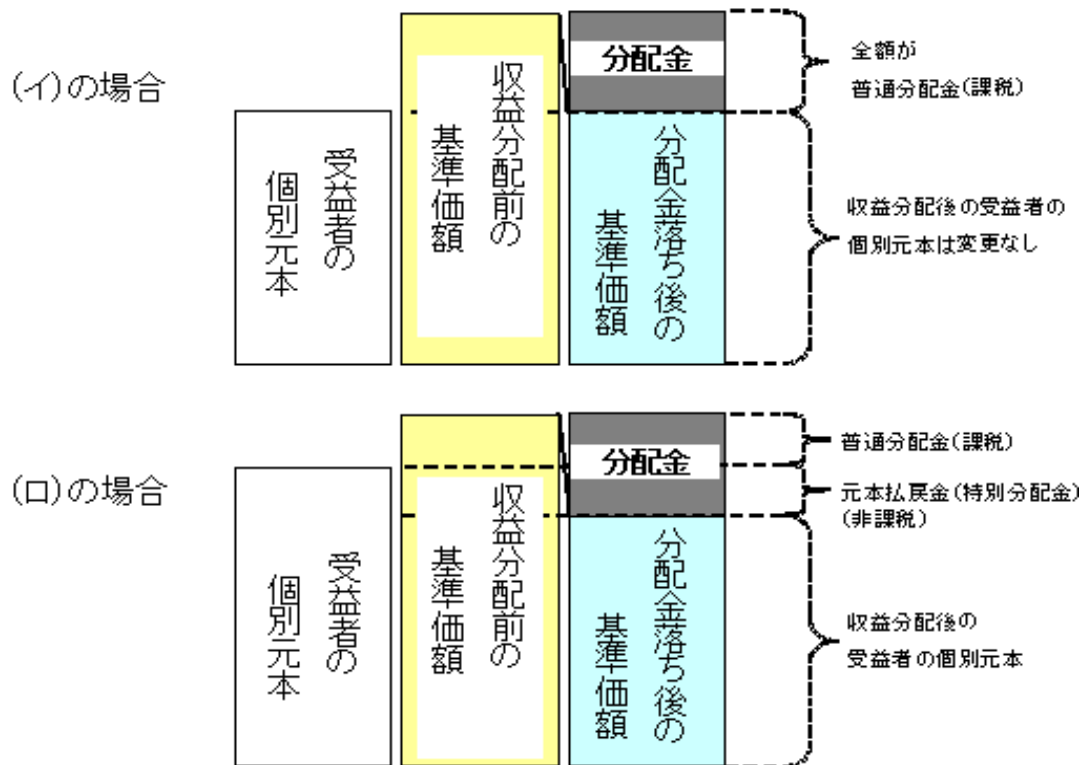 (イ)の場合
受益者の
個別元本
収益分配前の
基準価額
分配金
分配金落ち後の
基準価額
全額が
普通分配金(課税)
収益分配後の受益者の
個別元本は変更なし
(ロ)の場合
受益者の
個別元本
収益分配前の
基準価額
分配金
分配金落ち後の
基準価額
普通分配金(課税)
元本払戻金(特別分配金)
(非課税)
収益分配後の
受益者の個別元本